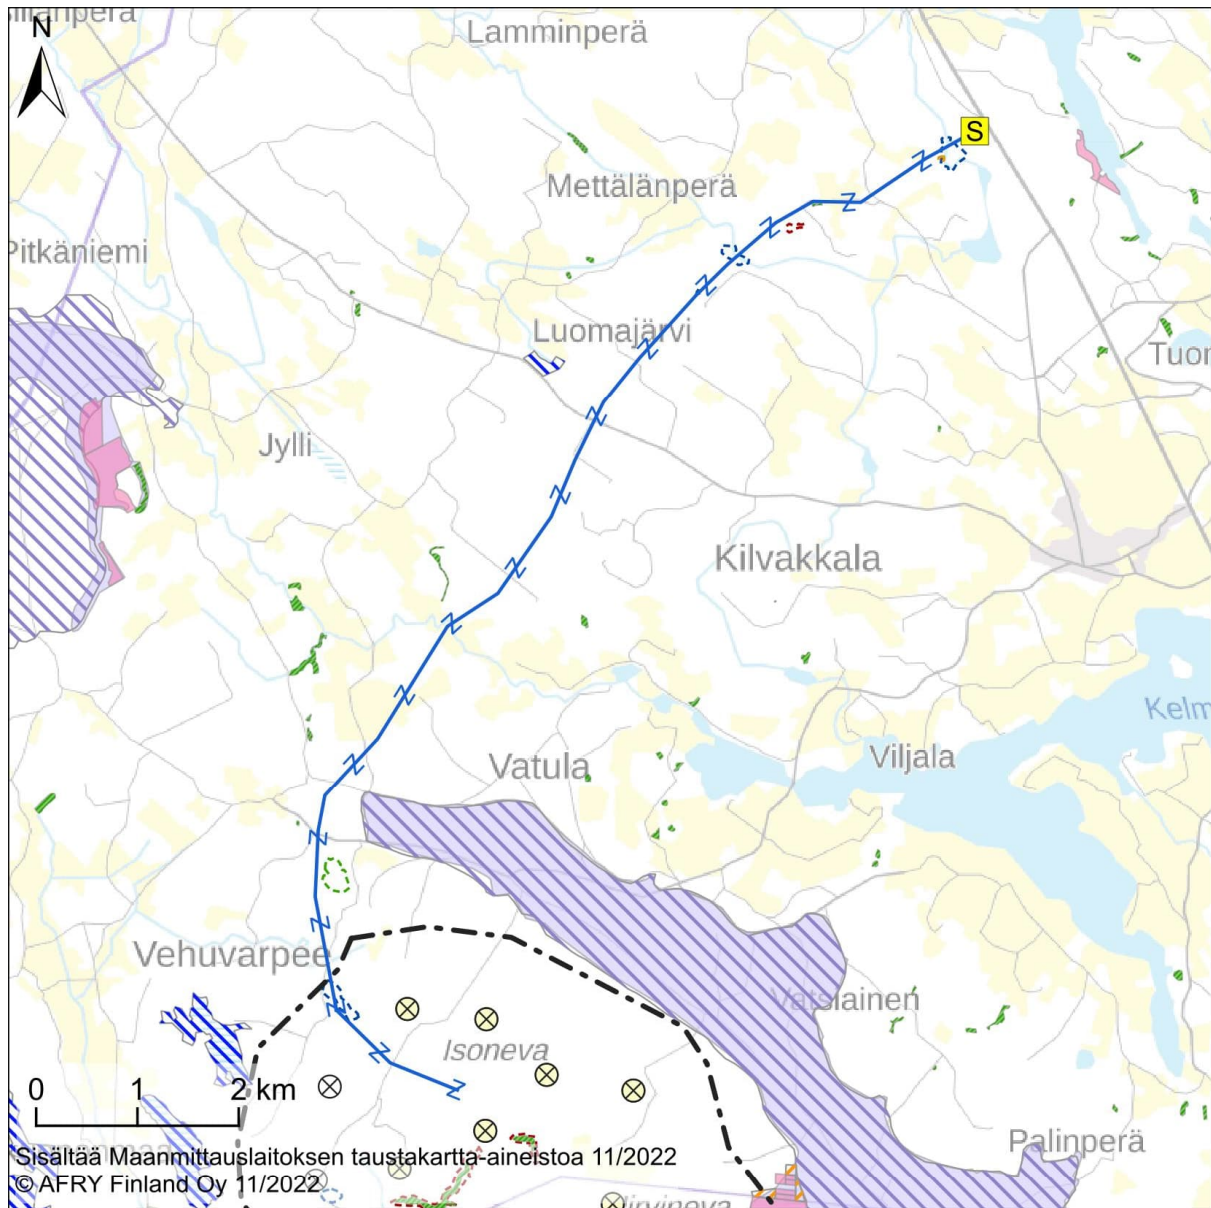 N
Lamminperä
S
Mettälänperä
Pitkäniemi
Luomajärvi
Tuor
Jylli
Kilvakkala
Kelm
Vatula
Viljala
Vehuvarpee
Vatsiainen
Isoneva
0 1 2 km
Palinperä
Sisältää Maanmittauslaitoksen taustakartta-aineistoa 11/2022
© AFRY Finland Oy 11/2022